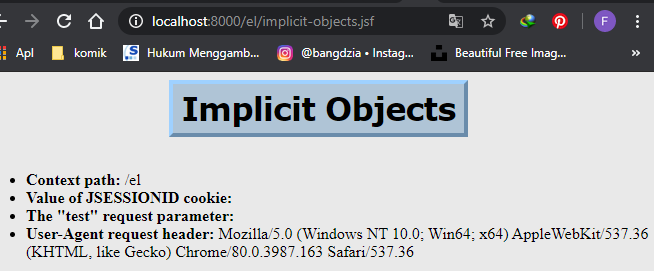 localhost:8000/el/implicit-objects.jsf
F
Apl
komik
Hukum Menggamb...
@bangdzia • Instag...
Beautiful Free Imag...
»
Implicit Objects
• Context path: /el
• Value of JSESSIONID cookie:
• The "test" request parameter:
• User-Agent request header: Mozilla/5.0 (Windows NT 10.0; Win64; x64) AppleWebKit/537.36
(KHTML, like Gecko) Chrome/80.0.3987.163 Safari/537.36